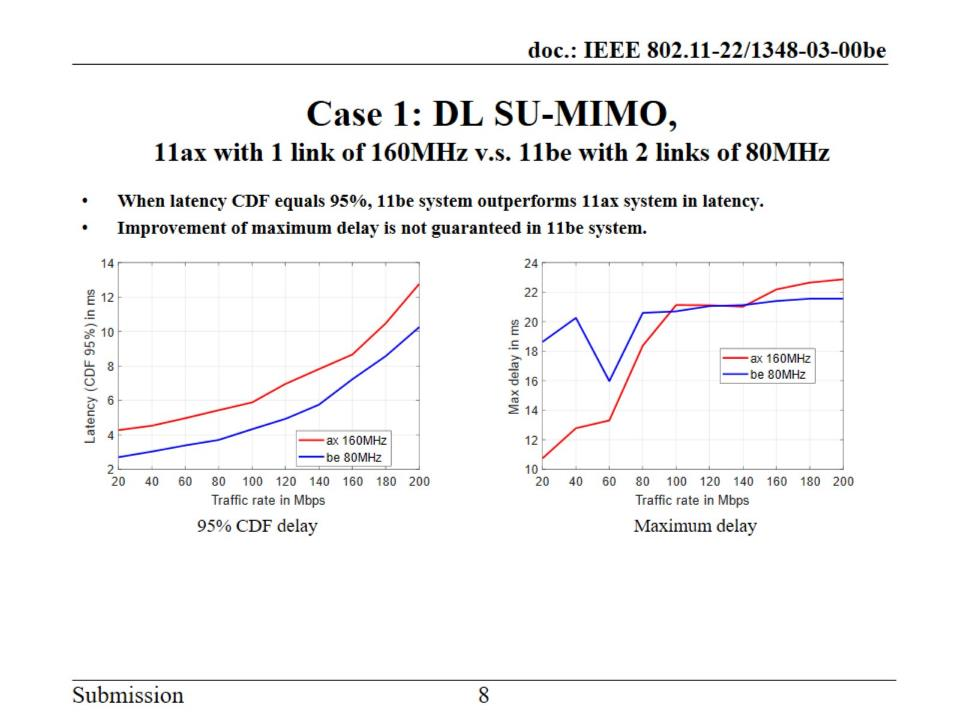 doc.: IEEE 802.11-22/1348-03-00be
Case 1: DL SU-MIMO,
11ax with 1 link of 160MHz v.s. 11be with 2 links of 80MHz
• When latency CDF equals 95%, 11be system outperforms 11ax system in latency.
• Improvement of maximum delay is not guaranteed in 11be system.
Latency (CDF 95%) in ms
14
12
10
8
6
4
2
20 40 60 80 100 120 140 160 180 200
Traffic rate in Mbps
ax 160MHz
be 80MHz
95% CDF delay
Max delay in ms
24
22
20
18
16
14
12
10
20 40 60 80 100 120 140 160 180 200
Traffic rate in Mbps
ax 160MHz
be 80MHz
Maximum delay
Submission
8